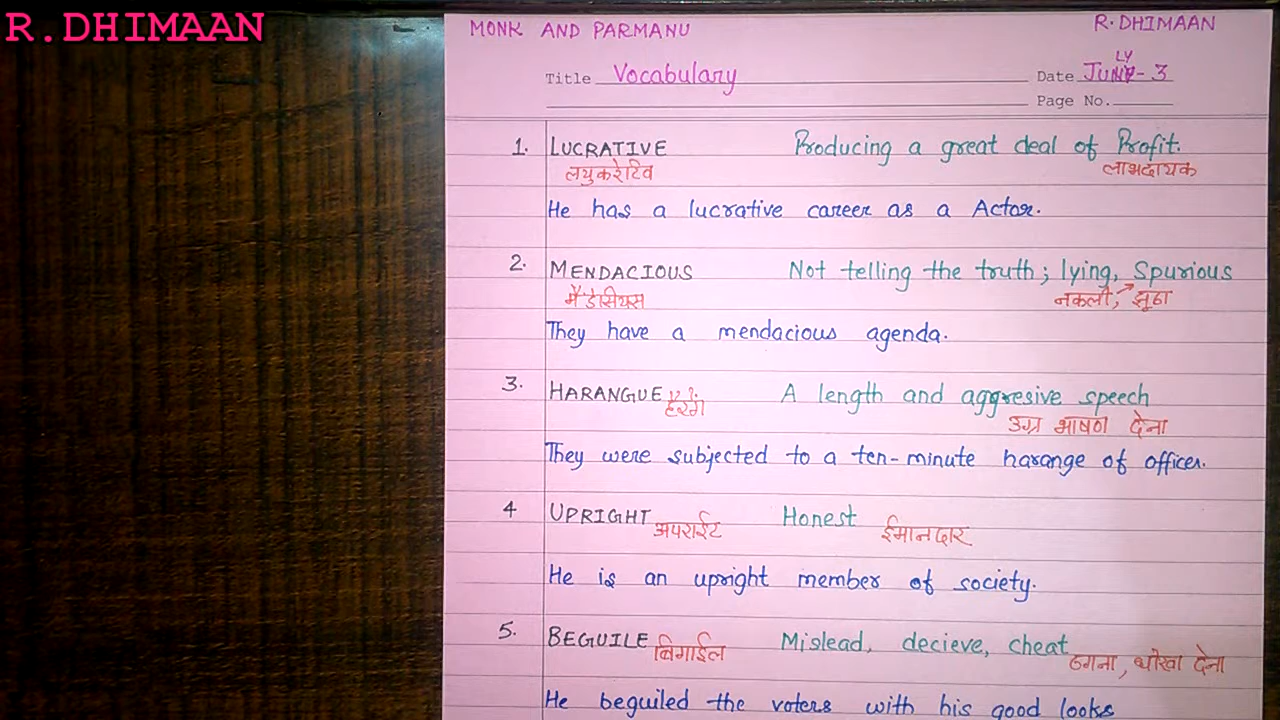 R.DHIMAAN
MONK AND PARMANU R.DHIMAAN
Title Vocabulary Date JULY-3
Page No.
1. LUCRATIVE Producing a great deal of Profit.
लयुकरेटिव लाभदायक
He has a lucrative career as a Actor.
2. MENDACIOUS Not telling the truth; lying, Spurious
मैंडेसीयस नकली, झूठा
They have a mendacious agenda.
3. HARANGUE A length and aggresive speech
हैरेंग उग्र भाषण देना
They were subjected to a ten-minute harange of officer.
4 UPRIGHT Honest
अपराईट ईमानदार
He is an upright member of society.
5. BEGUILE Mislead, decieve, cheat
बिगाईल ठगना, धोखा देना
He beguiled the voters with his good looks